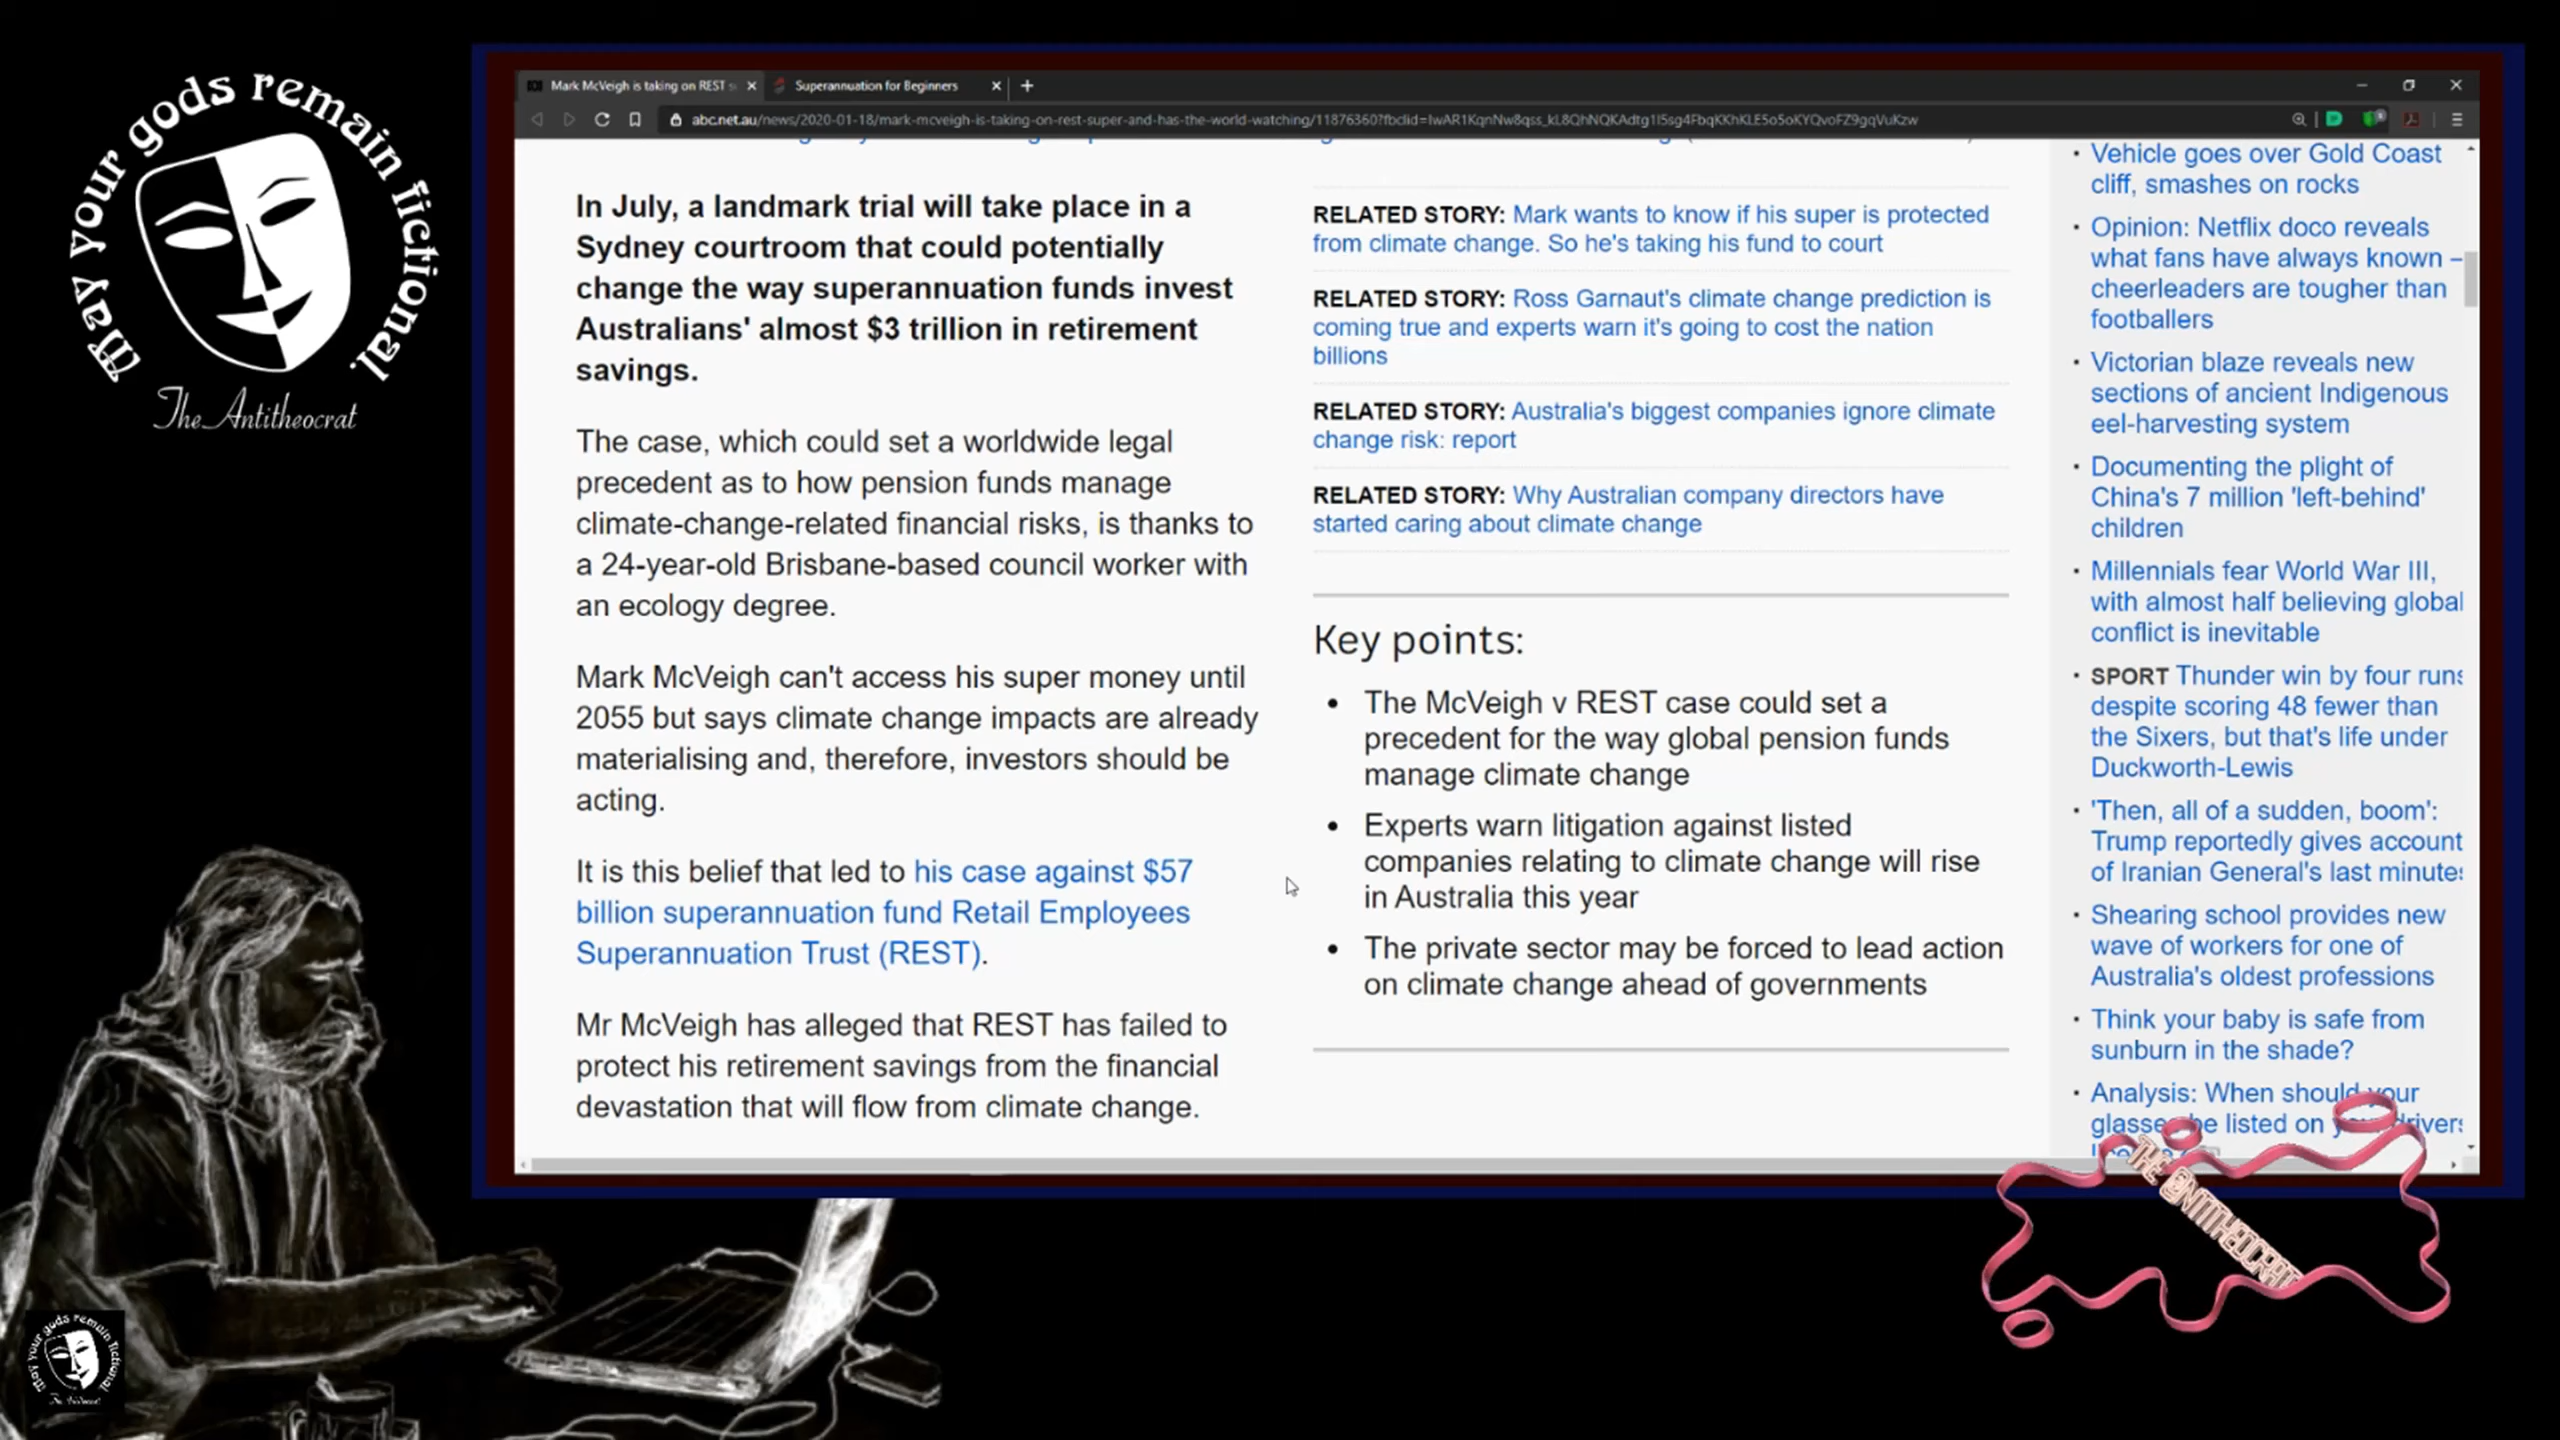 May your gods remain fictional.
The Antitheocrat
Mark McVeigh is taking on REST
Superannuation for Beginners
abc.net.au/news/2020-01-18/mark-mcveigh-is-taking-on-rest-super-and-has-the-world-watching/11876360?fbclid=
In July, a landmark trial will take place in a
Sydney courtroom that could potentially
change the way superannuation funds invest
Australians' almost $3 trillion in retirement
savings.
The case, which could set a worldwide legal
precedent as to how pension funds manage
climate-change-related financial risks, is thanks to
a 24-year-old Brisbane-based council worker with
an ecology degree.
Mark McVeigh can't access his super money until
2055 but says climate change impacts are already
materialising and, therefore, investors should be
acting.
It is this belief that led to his case against $57
billion superannuation fund Retail Employees
Superannuation Trust (REST).
Mr McVeigh has alleged that REST has failed to
protect his retirement savings from the financial
devastation that will flow from climate change.
RELATED STORY: Mark wants to know if his super is protected
from climate change. So he's taking his fund to court
RELATED STORY: Ross Garnaut's climate change prediction is
coming true and experts warn it's going to cost the nation
billions
RELATED STORY: Australia's biggest companies ignore climate
change risk: report
RELATED STORY: Why Australian company directors have
started caring about climate change
Key points:
• The McVeigh v REST case could set a
precedent for the way global pension funds
manage climate change
• Experts warn litigation against listed
companies relating to climate change will rise
in Australia this year
• The private sector may be forced to lead action
on climate change ahead of governments
Vehicle goes over Gold Coast
cliff, smashes on rocks
Opinion: Netflix doco reveals
what fans have always known –
cheerleaders are tougher than
footballers
Victorian blaze reveals new
sections of ancient Indigenous
eel-harvesting system
Documenting the plight of
China's 7 million 'left-behind'
children
Millennials fear World War III,
with almost half believing global
conflict is inevitable
SPORT Thunder win by four runs
despite scoring 48 fewer than
the Sixers, but that's life under
Duckworth-Lewis
'Then, all of a sudden, boom':
Trump reportedly gives account
of Iranian General's last minutes
Shearing school provides new
wave of workers for one of
Australia's oldest professions
Think your baby is safe from
sunburn in the shade?
Analysis: When should your
glasses be listed on your drivers
THE ANTITHEOCRAT
May your gods remain fictional.
The Antitheocrat